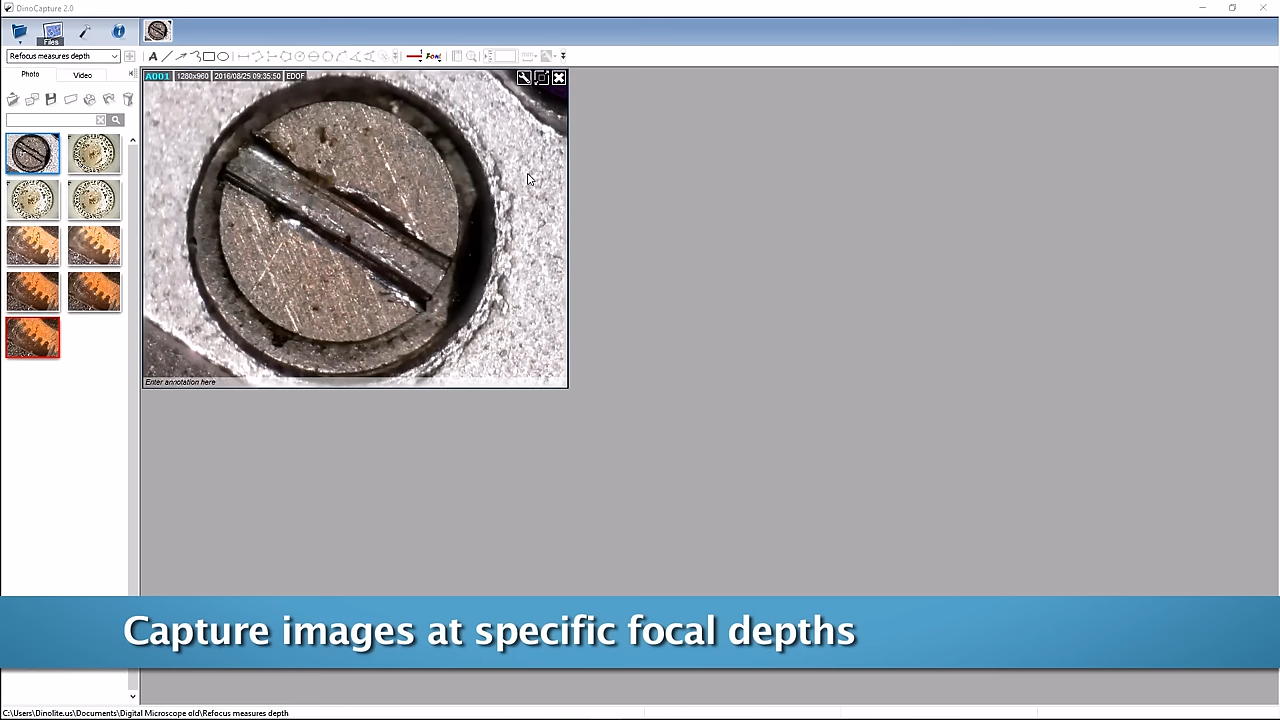 DinoCapture 2.0
Files
Refocus measures depth
Photo
Video
A001 1280x960 2016/08/25 09:35:50 EDOF
Font
Enter annotation here
Capture images at specific focal depths
C:\Users\Dinolite.us\Documents\Digital Microscope old\Refocus measures depth